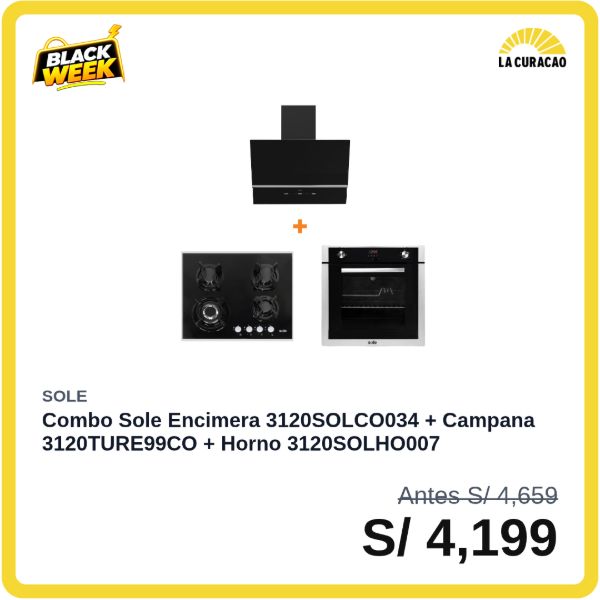 BLACK
WEEK
LA CURACAO
SOLE
Combo Sole Encimera 3120SOLCO034 + Campana
3120TURE99CO + Horno 3120SOLHO007
Antes S/ 4,659
S/ 4,199